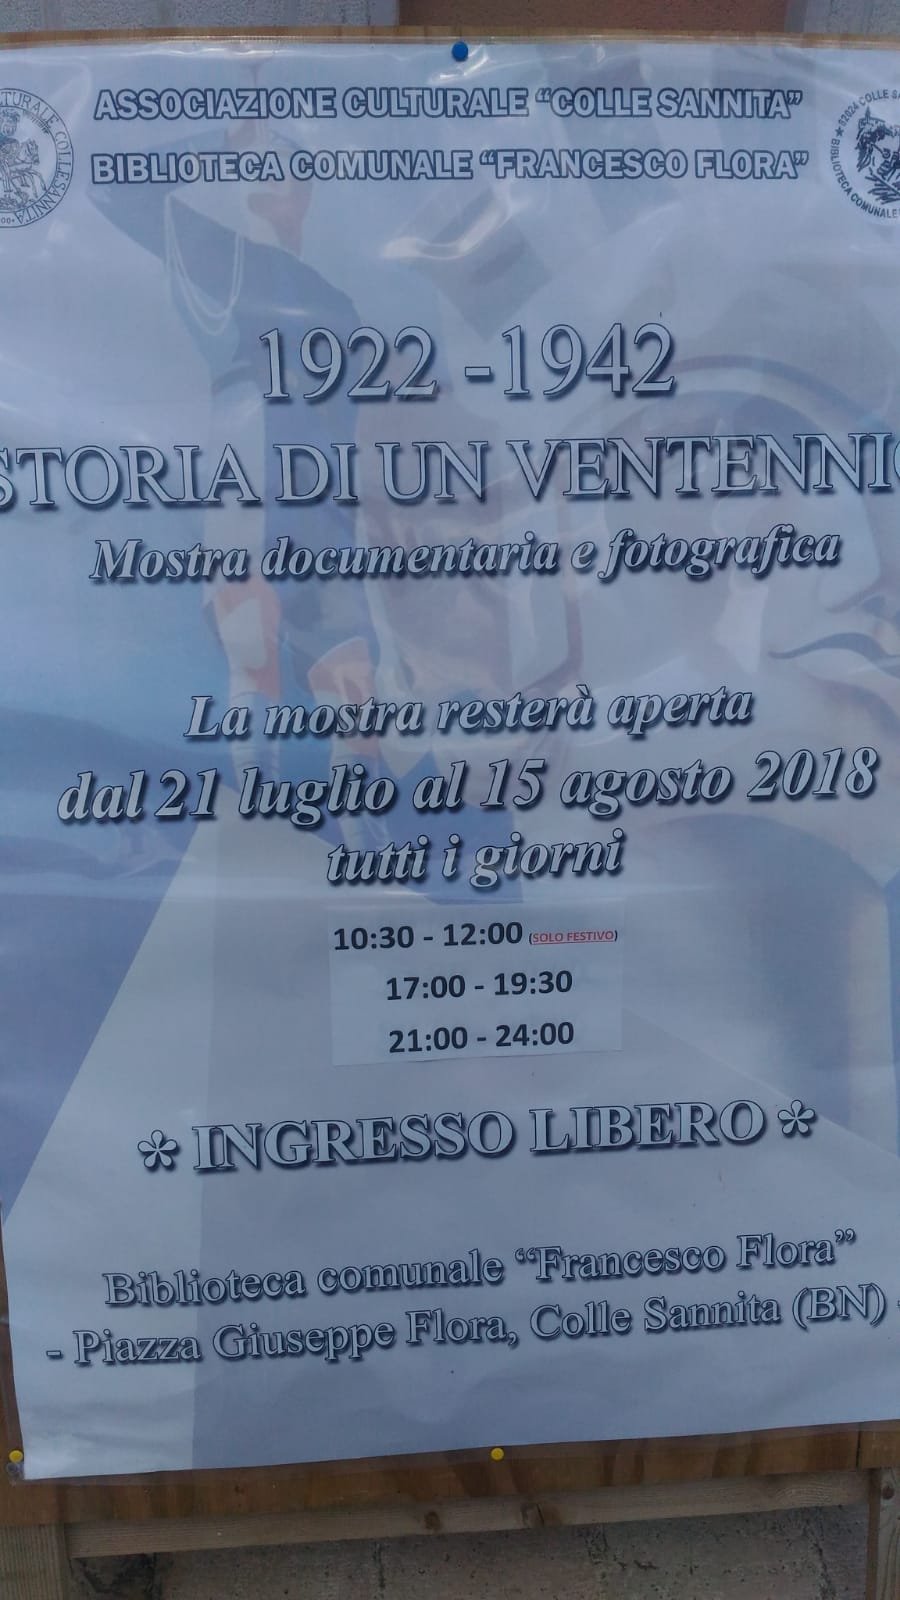 ASSOCIAZIONE CULTURALE “COLLE SANNITA”
BIBLIOTECA COMUNALE “FRANCESCO FLORA”
1922 -1942
STORIA DI UN VENTENNIO
Mostra documentaria e fotografica
La mostra resterà aperta
dal 21 luglio al 15 agosto 2018
tutti i giorni
10:30 - 12:00 (SOLO FESTIVO)
17:00 - 19:30
21:00 - 24:00
* INGRESSO LIBERO *
Biblioteca comunale “Francesco Flora”
- Piazza Giuseppe Flora, Colle Sannita (BN) -